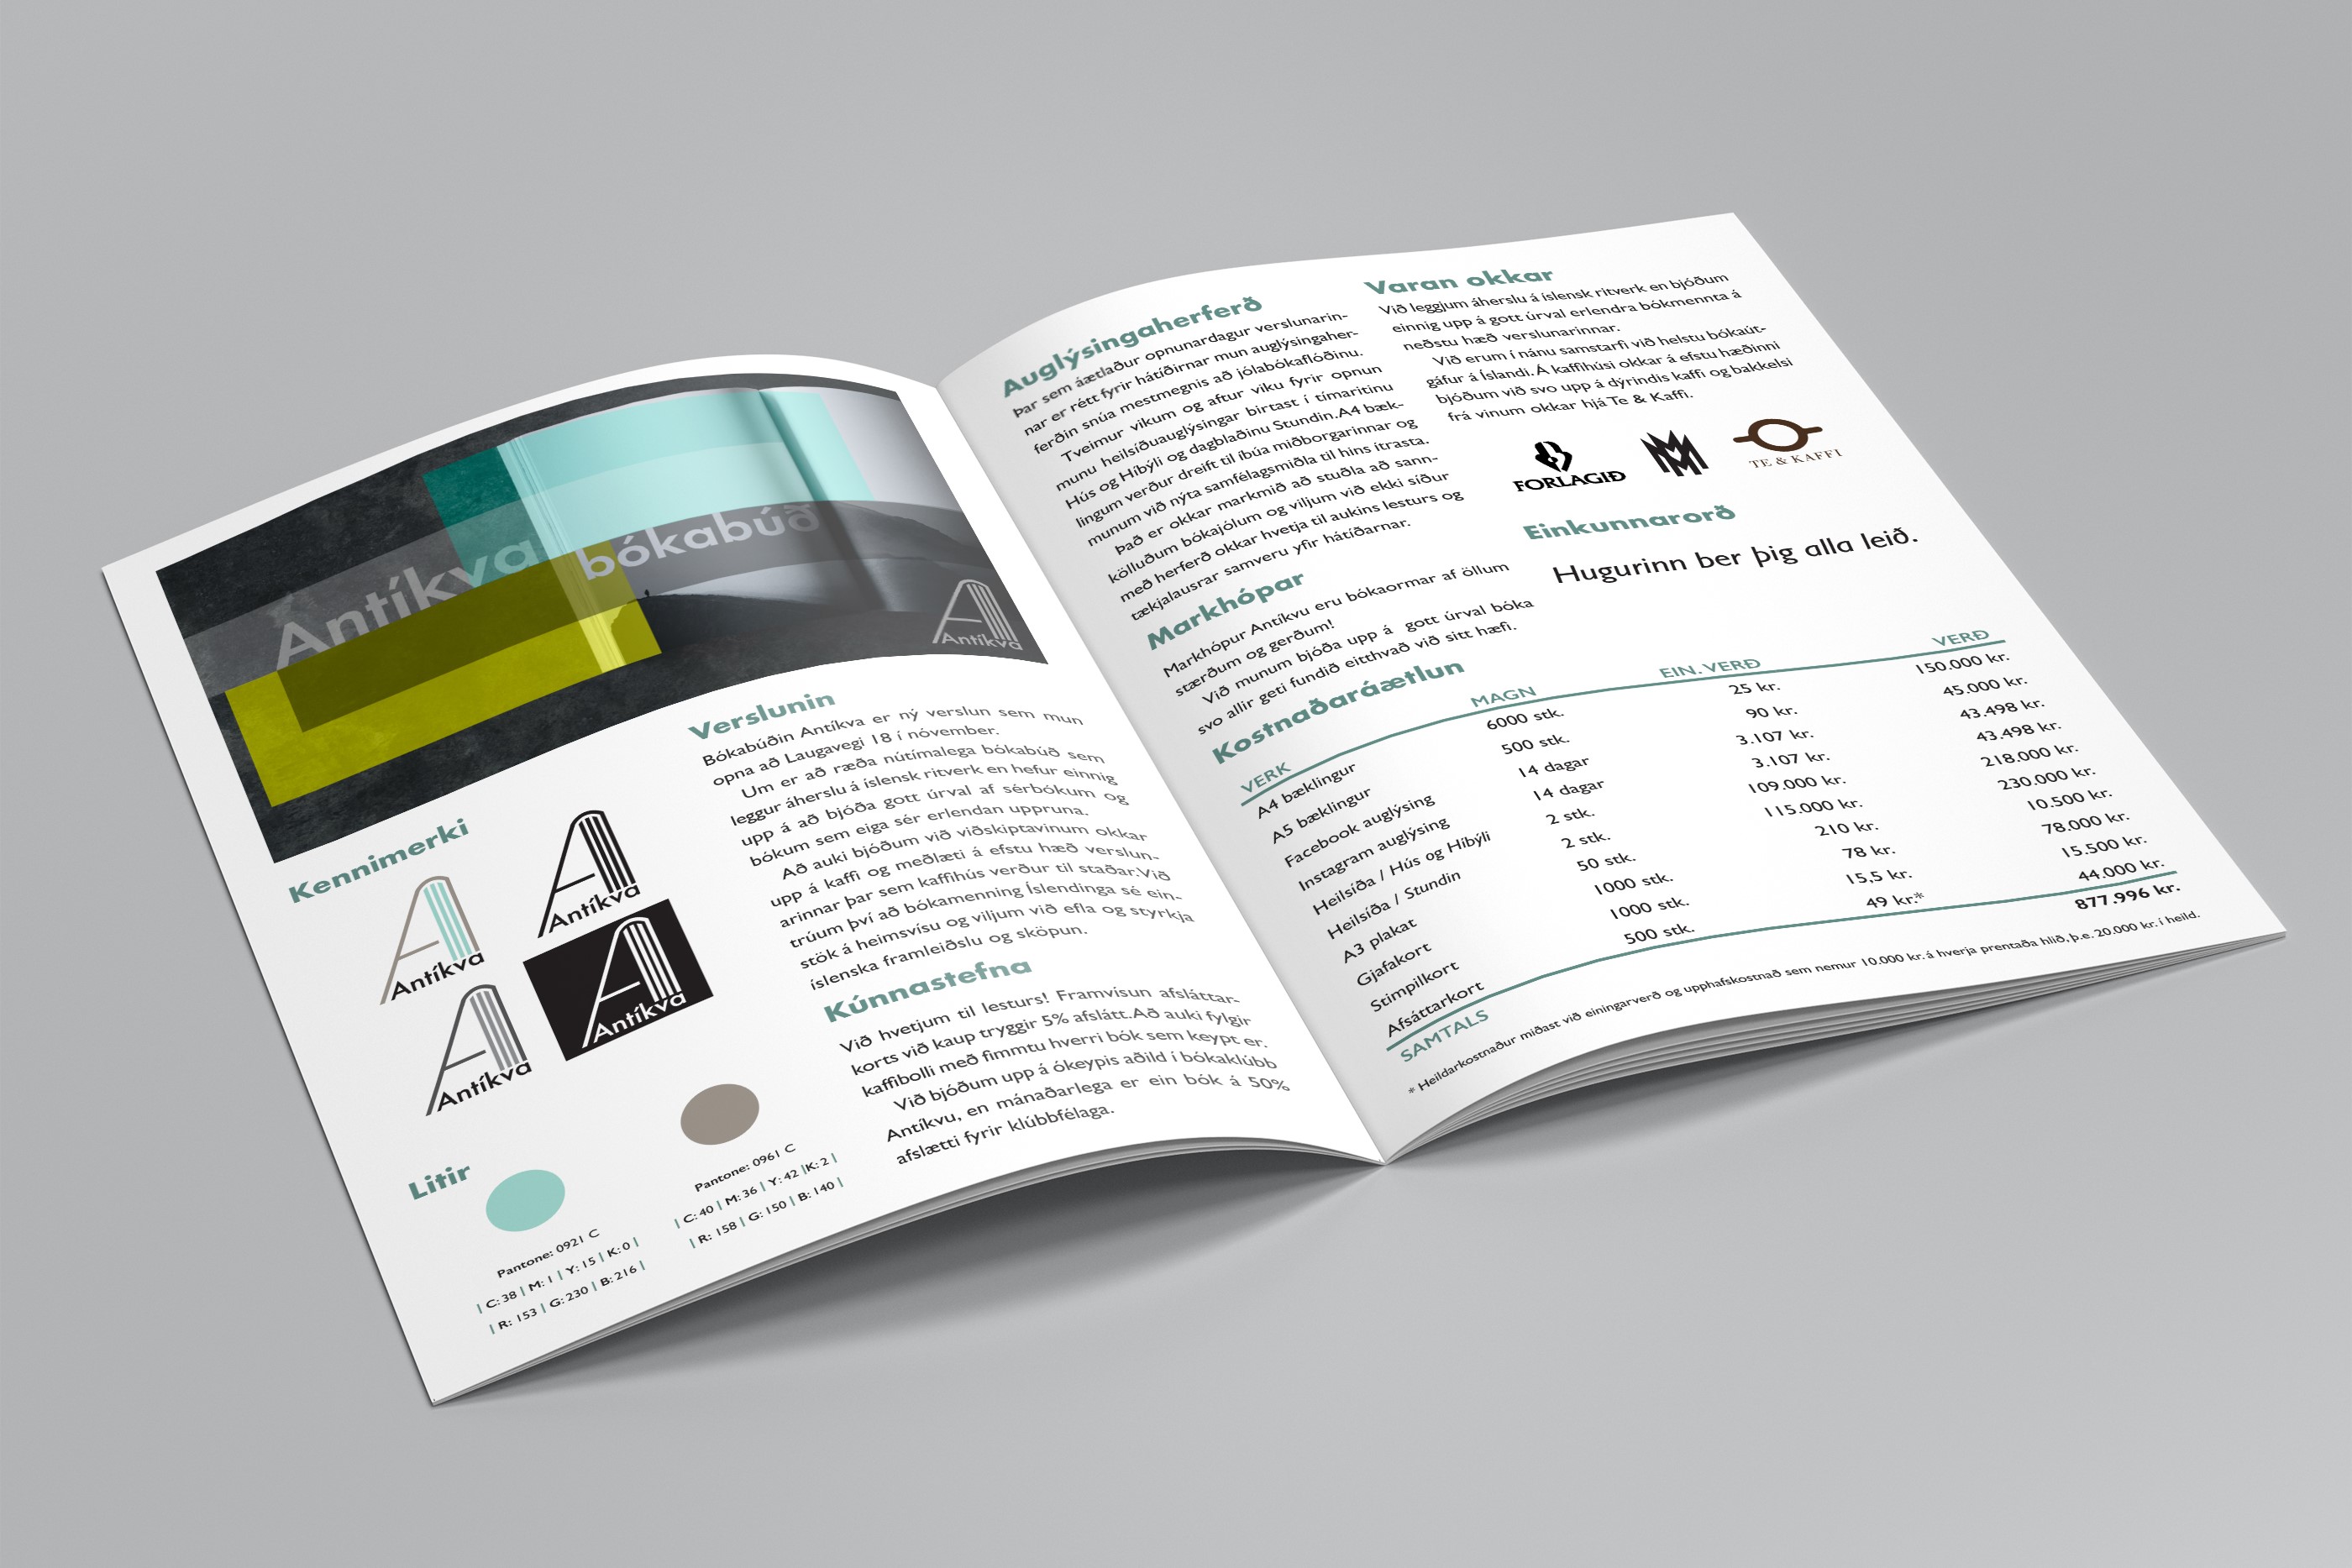 Antíkva bókabúð
Antíkva
Kennimerki
Antíkva
Antíkva
Antíkva
Antíkva
Litir
Pantone: 0921 C
| C: 38 | M: 1 | Y: 15 | K: 0 |
| R: 153 | G: 230 | B: 216 |
Pantone: 0961 C
| C: 40 | M: 36 | Y: 42 |K: 2 |
| R: 158 | G: 150 | B: 140 |
Verslunin
Bókabúðin Antíkva er ný verslun sem mun
opna að Laugavegi 18 í nóvember.
Um er að ræða nútímalega bókabúð sem
leggur áherslu á íslensk ritverk en hefur einnig
upp á að bjóða gott úrval af sérbókum og
bókum sem eiga sér erlendan uppruna.
Að auki bjóðum við viðskiptavinum okkar
upp á kaffi og meðlæti á efstu hæð verslun-
arinnar þar sem kaffihús verður til staðar.Við
trúum því að bókamenning Íslendinga sé ein-
stök á heimsvísu og viljum við efla og styrkja
íslenska framleiðslu og sköpun.
Kúnnastefna
Við hvetjum til lesturs! Framvísun afsláttar-
korts við kaup tryggir 5% afslátt.Að auki fylgir
kaffibolli með fimmtu hverri bók sem keypt er.
Við bjóðum upp á ókeypis aðild í bókaklúbb
Antíkvu, en mánaðarlega er ein bók á 50%
afslætti fyrir klúbbfélaga.
Auglýsingaherferð
Þar sem áætlaður opnunardagur verslunarin-
nar er rétt fyrir hátíðirnar mun auglýsingaher-
ferðin snúa mestmegnis að jólabókaflóðinu.
Tveimur vikum og aftur viku fyrir opnun
munu heilsíðuauglýsingar birtast í tímaritinu
Hús og Híbýli og dagblaðinu Stundin.A4 bæk-
lingum verður dreift til íbúa miðborgarinnar og
munum við nýta samfélagsmiðla til hins ítrasta.
Það er okkar markmið að stuðla að sann-
kölluðum bókajólum og viljum við ekki síður
með herferð okkar hvetja til aukins lesturs og
tækjalausrar samveru yfir hátíðarnar.
Markhópar
Markhópur Antíkvu eru bókaormar af öllum
stærðum og gerðum!
Við munum bjóða upp á gott úrval bóka
svo allir geti fundið eitthvað við sitt hæfi.
Varan okkar
Við leggjum áherslu á íslensk ritverk en bjóðum
einnig upp á gott úrval erlendra bókmennta á
neðstu hæð verslunarinnar.
Við erum í nánu samstarfi við helstu bókaút-
gáfur á Íslandi. Á kaffihúsi okkar á efstu hæðinni
bjóðum við svo upp á dýrindis kaffi og bakkelsi
frá vinum okkar hjá Te & Kaffi.
FORLAGIÐ
MM
TE & KAFFI
Einkunnarorð
Hugurinn ber þig alla leið.
Kostnaðaráætlun
VERK MAGN EIN. VERÐ VERÐ
A4 bæklingur 6000 stk. 25 kr. 150.000 kr.
A5 bæklingur 500 stk. 90 kr. 45.000 kr.
Facebook auglýsing 14 dagar 3.107 kr. 43.498 kr.
Instagram auglýsing 14 dagar 3.107 kr. 43.498 kr.
Heilsíða / Hús og Híbýli 2 stk. 109.000 kr. 218.000 kr.
Heilsíða / Stundin 2 stk. 115.000 kr. 230.000 kr.
A3 plakat 50 stk. 210 kr. 10.500 kr.
Gjafakort 1000 stk. 78 kr. 78.000 kr.
Stimpilkort 1000 stk. 15,5 kr. 15.500 kr.
Afsáttarkort 500 stk. 49 kr.* 44.000 kr.
SAMTALS 877.996 kr.
* Heildarkostnaður miðast við einingarverð og upphafskostnað sem nemur 10.000 kr. á hverja prentaða hlið, þ.e. 20.000 kr. í heild.